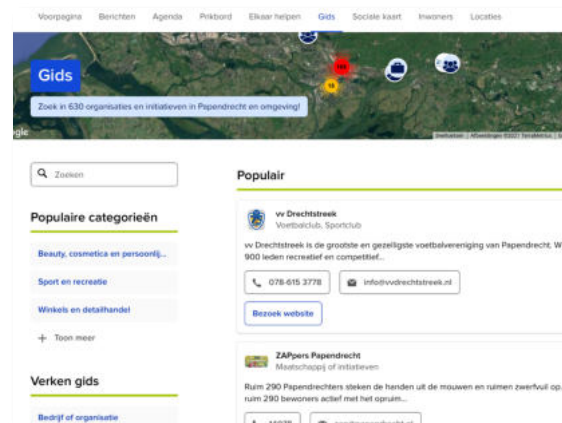 Voorpagina Berichten Agenda Prikbord Elkaar helpen Gids Sociale kaart Inwoners Locaties
Gids
Zoek in 630 organisaties en initiatieven in Papendrecht en omgeving!
Zoeken
Populaire categorieën
Beauty, cosmetica en persoonlij...
Sport en recreatie
Winkels en detailhandel
Toon meer
Verken gids
Bedrijf of organisatie
Populair
vv Drechtstreek
Voetbalclub, Sportclub
vv Drechtstreek is de grootste en gezelligste voetbalvereniging van Papendrecht. W
900 leden recreatief en competitief...
078-615 3778 info@vvdrechtstreek.nl
Bezoek website
ZAPpers Papendrecht
Maatschappij of initiatieven
Ruim 290 Papendrechters steken de handen uit de mouwen en ruimen zwerfvuil op.
ruim 290 bewoners actief met het opruim...